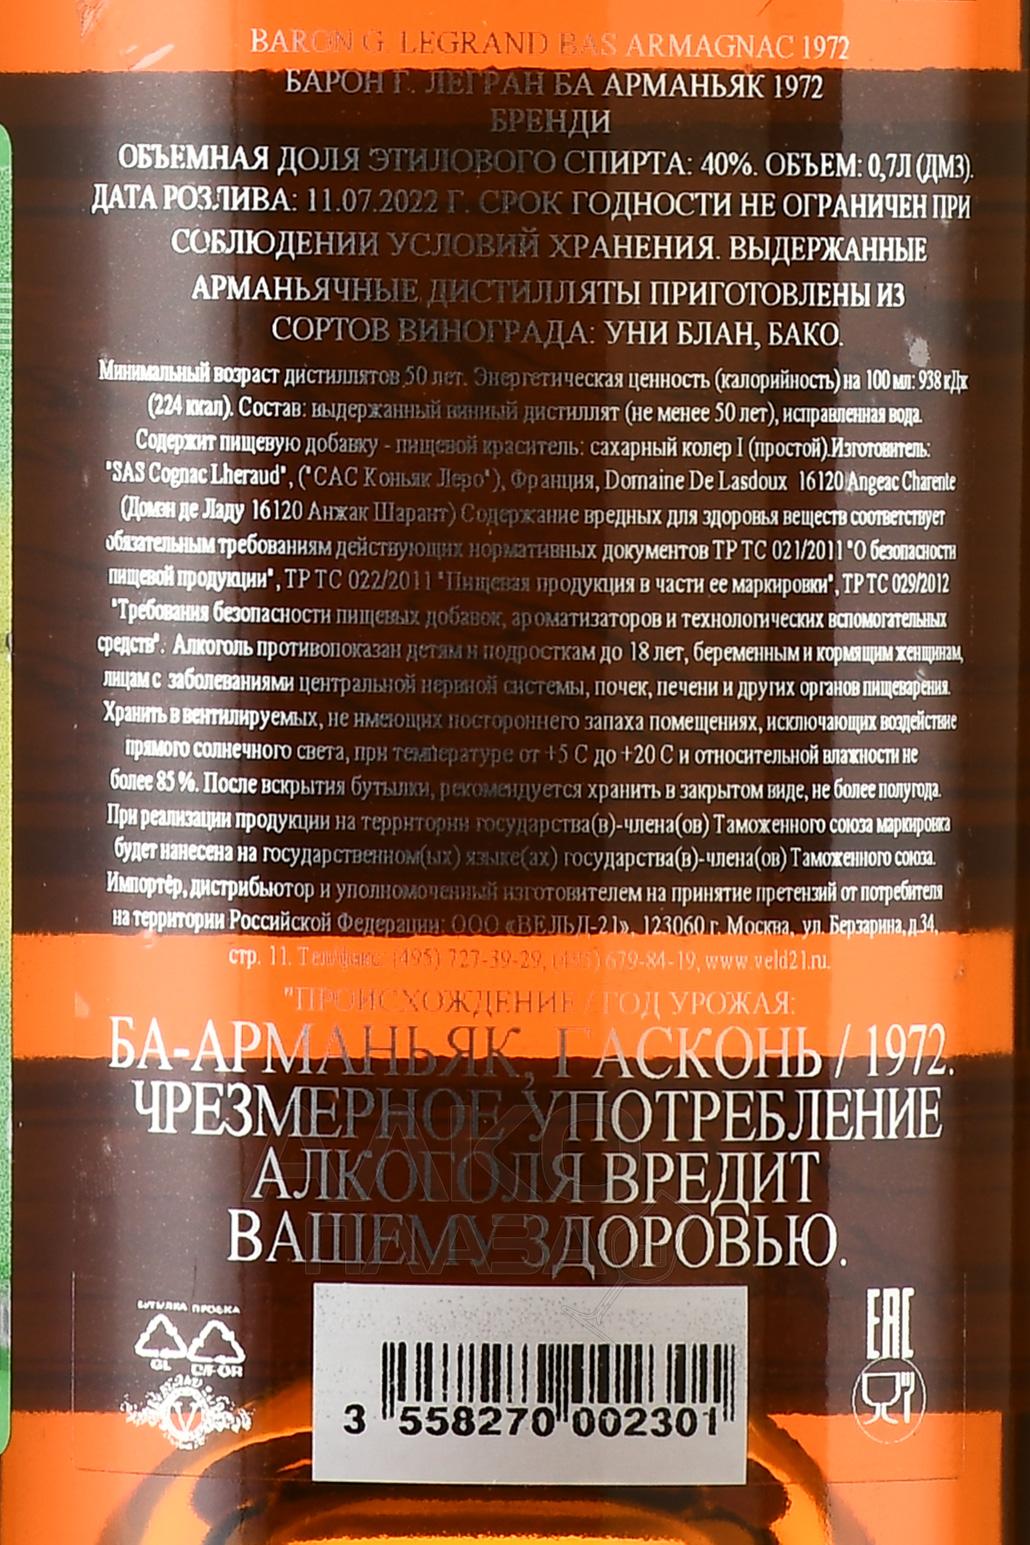 BARON G. LEGRAND BAS ARMAGNAC 1972
БАРОН Г. ЛЕГРАН БА АРМАНЬЯК 1972
БРЕНДИ
ОБЪЕМНАЯ ДОЛЯ ЭТИЛОВОГО СПИРТА: 40%. ОБЪЕМ: 0,7Л (ДМ3).
ДАТА РОЗЛИВА: 11.07.2022 Г. СРОК ГОДНОСТИ НЕ ОГРАНИЧЕН ПРИ
СОБЛЮДЕНИИ УСЛОВИЙ ХРАНЕНИЯ. ВЫДЕРЖАННЫЕ
АРМАНЬЯЧНЫЕ ДИСТИЛЛЯТЫ ПРИГОТОВЛЕНЫ ИЗ
СОРТОВ ВИНОГРАДА: УНИ БЛАН, БАКО.
Минимальный возраст дистиллятов 50 лет. Энергетическая ценность (калорийность) на 100 мл: 938 кДж
(224 ккал). Состав: выдержанный винный дистиллят (не менее 50 лет), исправленная вода.
Содержит пищевую добавку - пищевой краситель: сахарный колер I (простой).Изготовитель:
"SAS Cognac Lheraud", ("САС Коньяк Леро"), Франция, Domaine De Lasdoux 16120 Angeac Charente
(Домэн де Ладу 16120 Анжак Шарант) Содержание вредных для здоровья веществ соответствует
обязательным требованиям действующих нормативных документов ТР ТС 021/2011 "О безопасности
пищевой продукции", ТР ТС 022/2011 "Пищевая продукция в части ее маркировки", ТР ТС 029/2012
"Требования безопасности пищевых добавок, ароматизаторов и технологических вспомогательных
средств". Алкоголь противопоказан детям и подросткам до 18 лет, беременным и кормящим женщинам,
лицам с заболеваниями центральной нервной системы, почек, печени и других органов пищеварения.
Хранить в вентилируемых, не имеющих постороннего запаха помещениях, исключающих воздействие
прямого солнечного света, при температуре от +5 С до +20 С и относительной влажности не
более 85 %. После вскрытия бутылки, рекомендуется хранить в закрытом виде, не более полугода.
При реализации продукции на территории государства(в)-члена(ов) Таможенного союза маркировка
будет нанесена на государственном(ых) языке(ах) государства(в)-члена(ов) Таможенного союза.
Импортёр, дистрибьютор и уполномоченный изготовителем на принятие претензий от потребителя
на территории Российской Федерации: ООО «ВЕЛЬД-21», 123060 г. Москва, ул. Берзарина, д.34,
стр. 11. Тел/факс: (495) 727-39-29, (495) 679-84-19, www.veld21.ru.
"ПРОИСХОЖДЕНИЕ / ГОД УРОЖАЯ:
БА-АРМАНЬЯК, ГАСКОНЬ / 1972.
ЧРЕЗМЕРНОЕ УПОТРЕБЛЕНИЕ
АЛКОГОЛЯ ВРЕДИТ
ВАШЕМУ ЗДОРОВЬЮ.
АЛКО
ПЛАЗА
БУТЫЛКА ПРОБКА
GL C/FOR
EAC
3 558270 002301